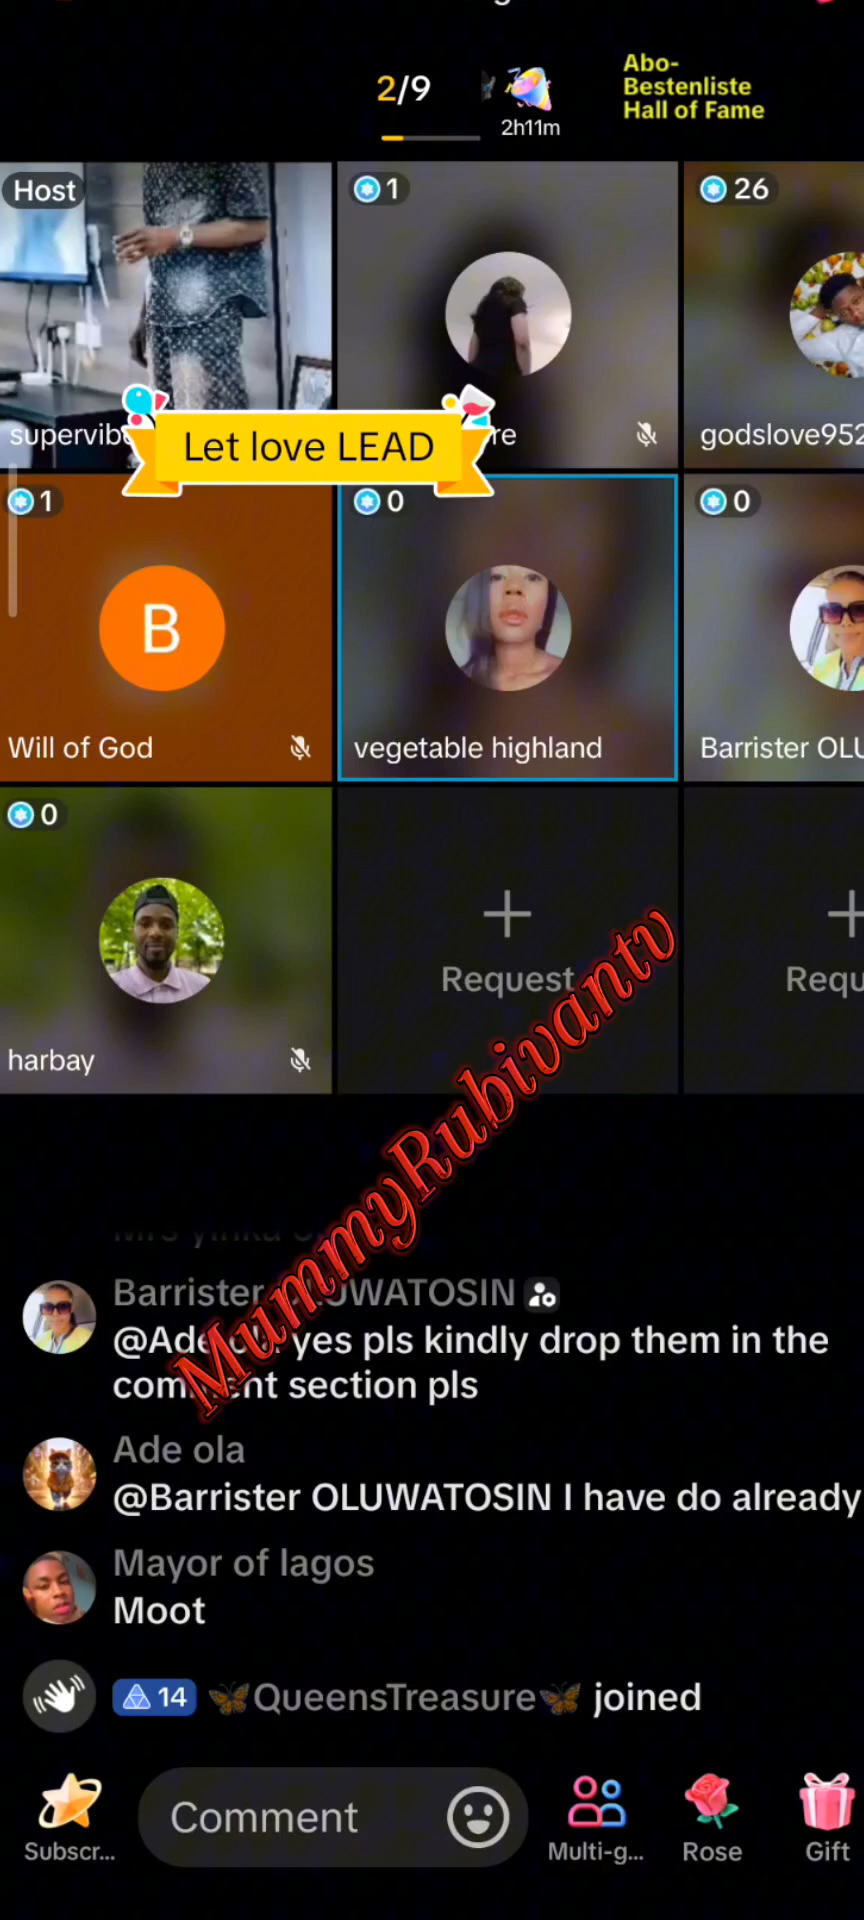 2/9
2h11m
Abo-
Bestenliste
Hall of Fame
Host
1
26
supervib
Let love LEAD
re
godslove952
1
0
0
B
Will of God
vegetable highland
Barrister OLU
0
Request
Requ
harbay
MummyRubivantv
Barrister OLUWATOSIN
@Ade ola yes pls kindly drop them in the
comment section pls
Ade ola
@Barrister OLUWATOSIN I have do already
Mayor of lagos
Moot
14 🦋QueensTreasure🦋 joined
Comment
Subscr...
Multi-g...
Rose
Gift